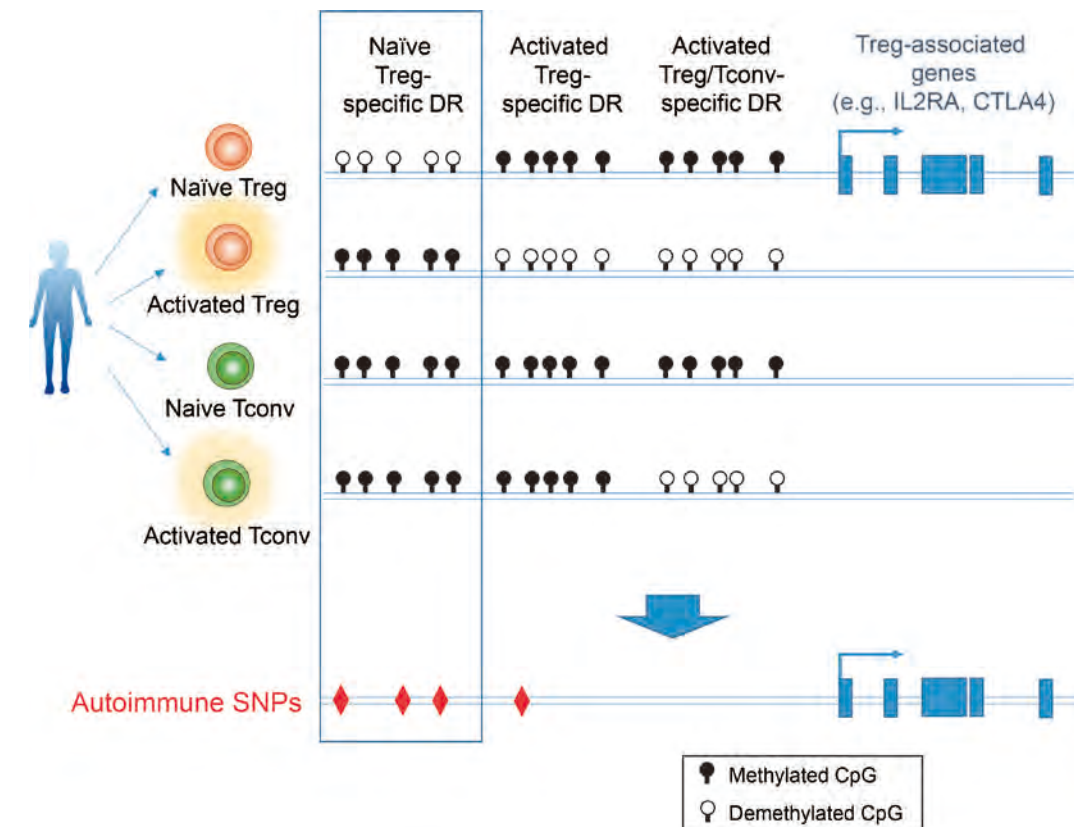 Naïve
Treg-
specific DR
Activated
Treg-
specific DR
Activated
Treg/Tconv-
specific DR
Treg-associated
genes
(e.g., IL2RA, CTLA4)
Naïve Treg
Activated Treg
Naive Tconv
Activated Tconv
Autoimmune SNPs
Methylated CpG
Demethylated CpG